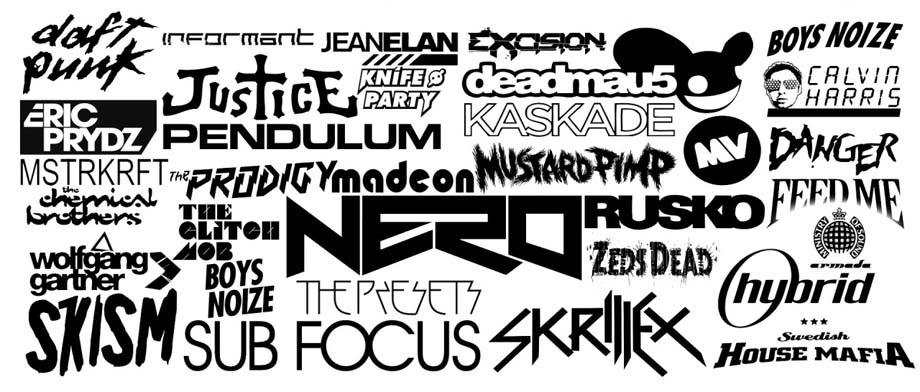 daft
punk
informant
JEANELAN
EXCISION
BOYS NOIZE
JUSTICE
KNIFE
PARTY
deadmau5
CALVIN
HARRIS
ERIC
PRYDZ
PENDULUM
KASKADE
MV
DANGER
MSTRKRFT
The PRODIGY
madeon
MUSTARD PIMP
FEED ME
the
chemical
brothers
THE
GLITCH
MOB
NERO
RUSKO
MINISTRY OF SOUND
armada
wolfgang
gartner
BOYS
NOIZE
ZEDS DEAD
hybrid
SKISM
THE PRESETS
SUB FOCUS
SKRILLEX
Swedish
HOUSE MAFIA